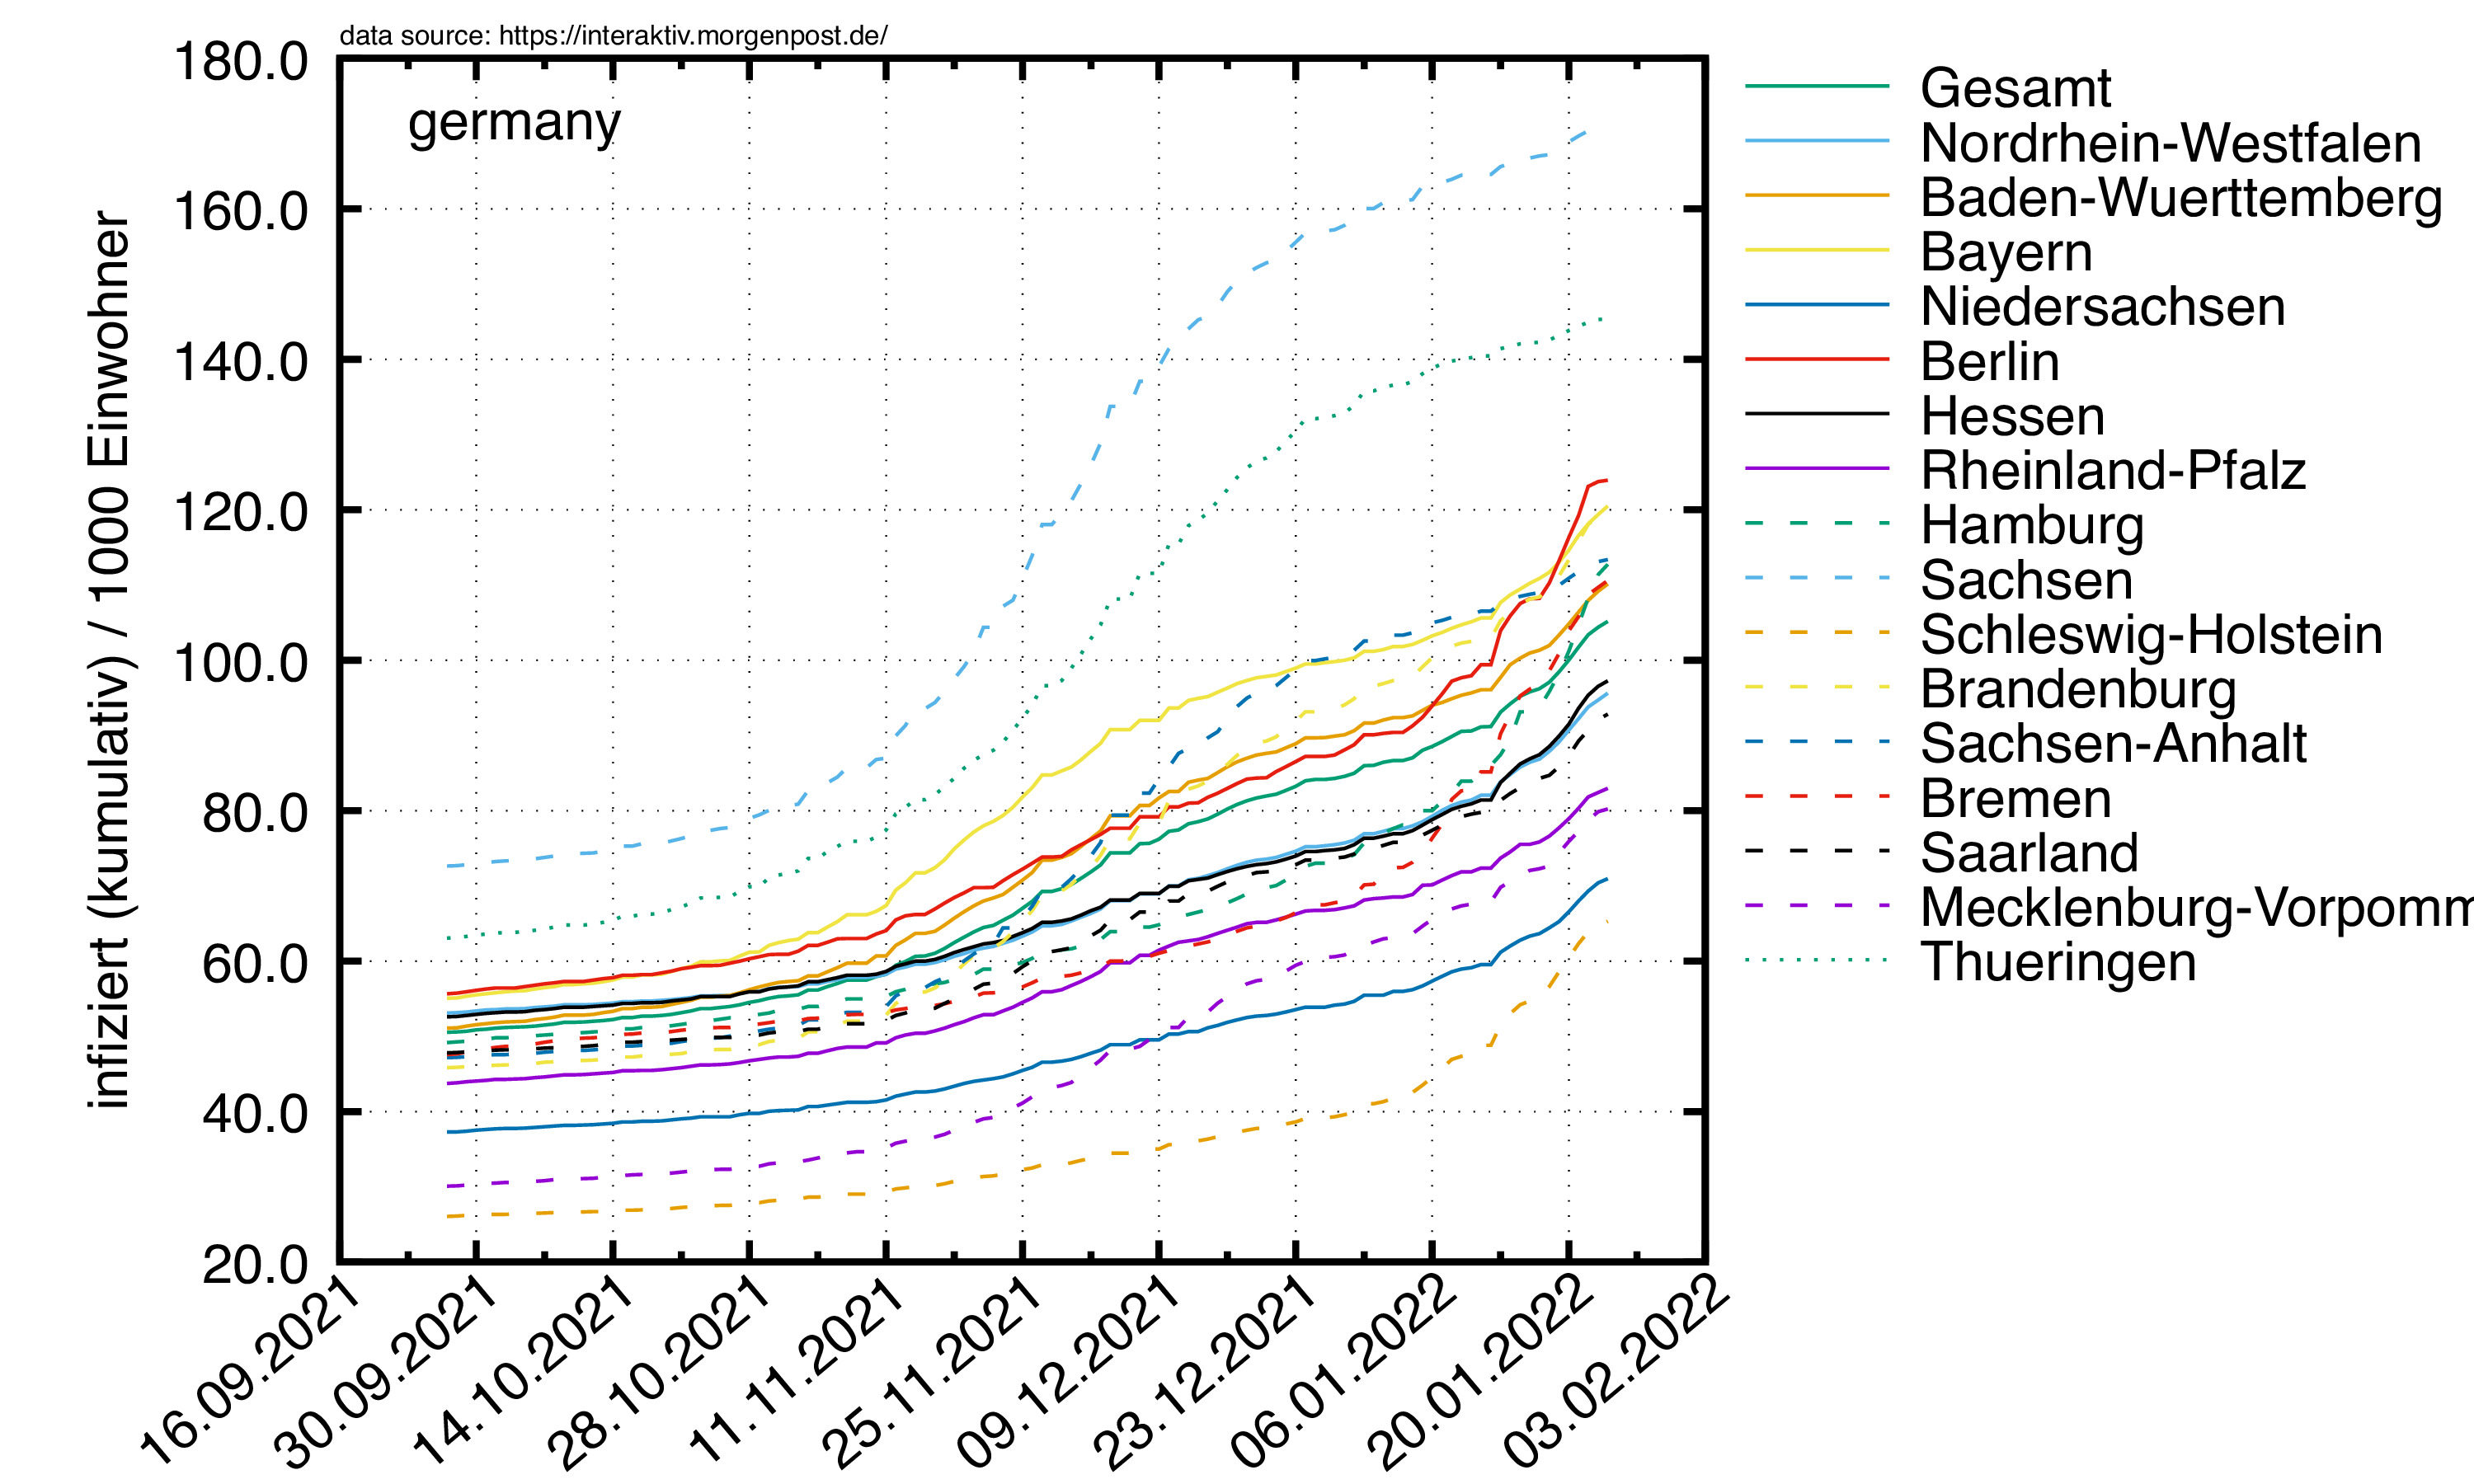 data source: https://interaktiv.morgenpost.de/
germany
infiziert (kumulativ) / 1000 Einwohner
180.0
160.0
140.0
120.0
100.0
80.0
60.0
40.0
20.0
16.09.2021
30.09.2021
14.10.2021
28.10.2021
11.11.2021
25.11.2021
09.12.2021
23.12.2021
06.01.2022
20.01.2022
03.02.2022
Gesamt
Nordrhein-Westfalen
Baden-Wuerttemberg
Bayern
Niedersachsen
Berlin
Hessen
Rheinland-Pfalz
Hamburg
Sachsen
Schleswig-Holstein
Brandenburg
Sachsen-Anhalt
Bremen
Saarland
Mecklenburg-Vorpomm
Thueringen